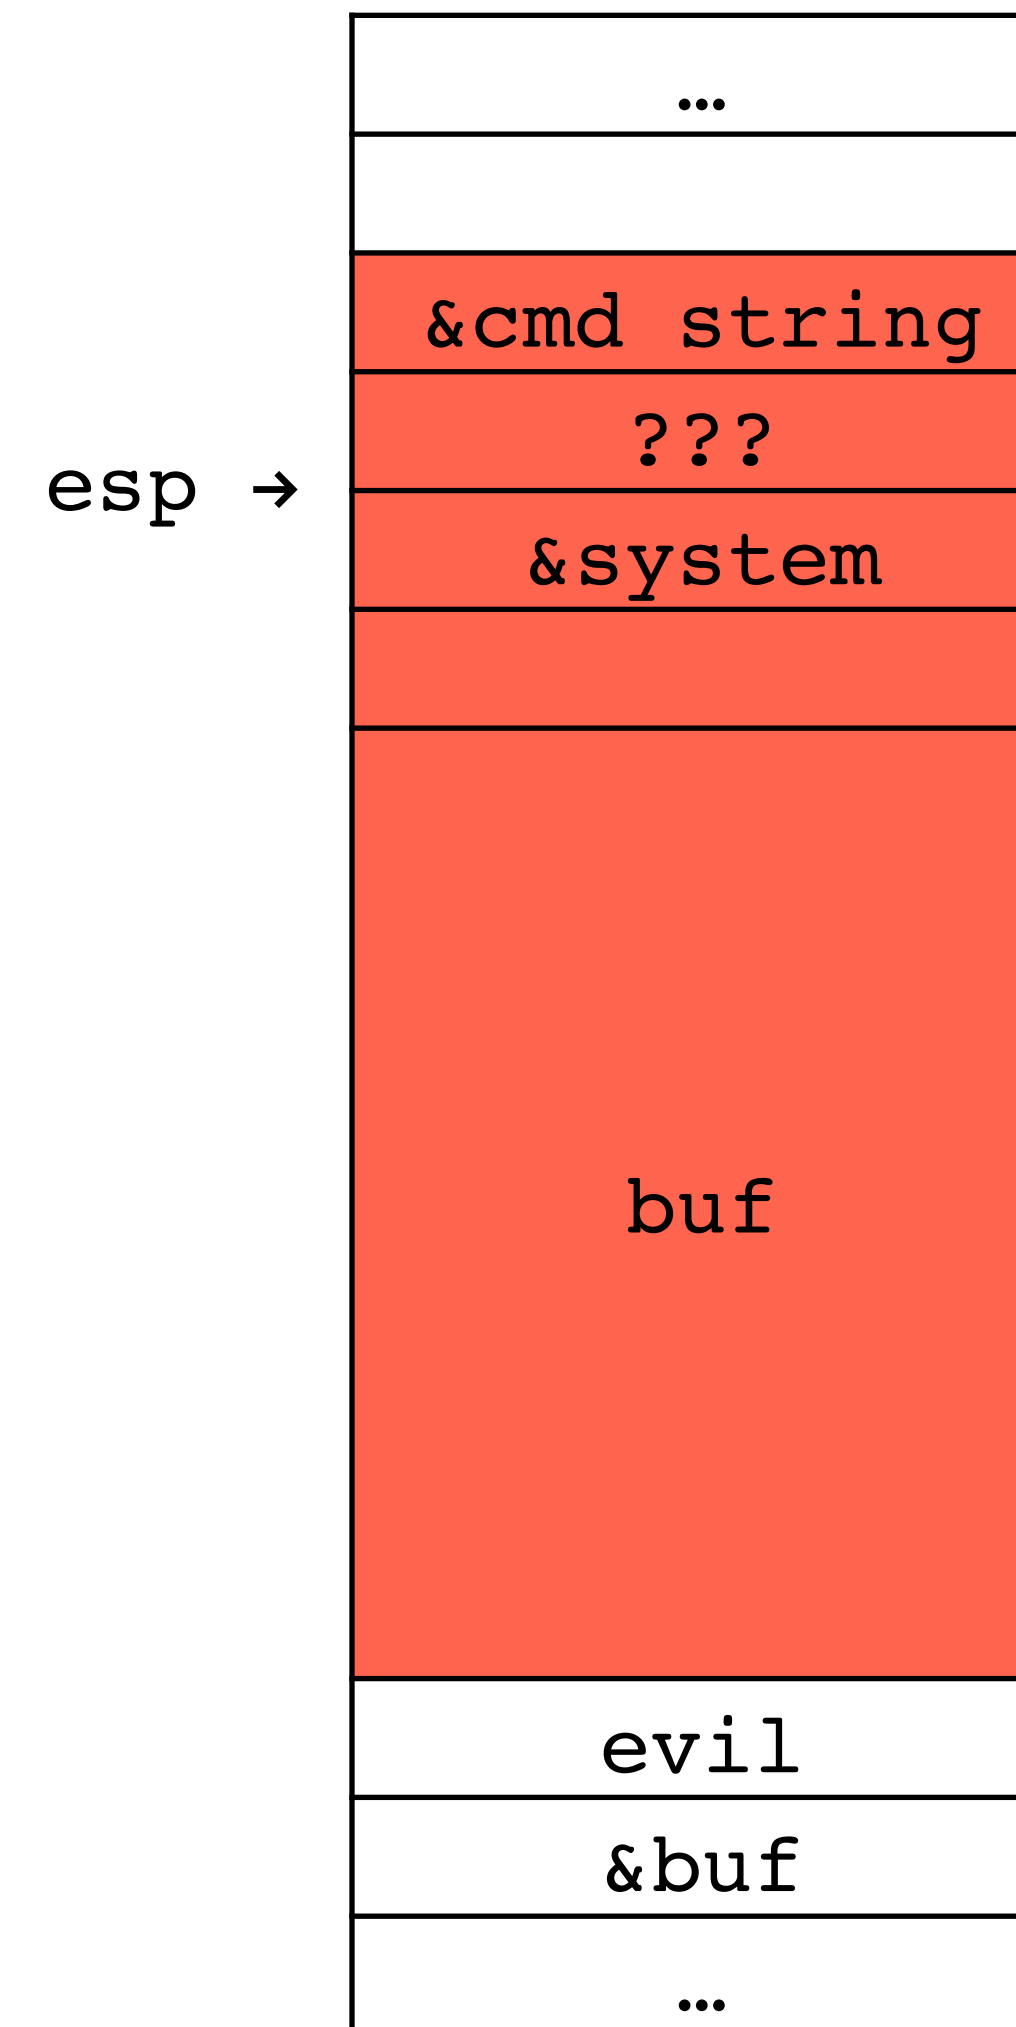 …
&cmd string
???
esp →
&system
buf
evil
&buf
…